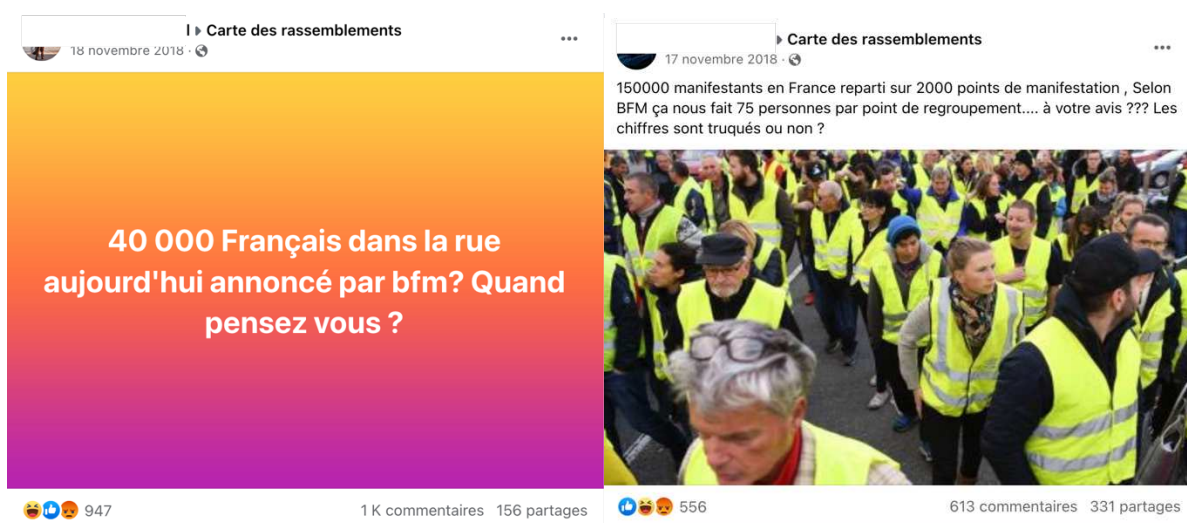 l ▸ Carte des rassemblements
18 novembre 2018 ·
40 000 Français dans la rue
aujourd'hui annoncé par bfm? Quand
pensez vous ?
947
1 K commentaires 156 partages
▸ Carte des rassemblements
17 novembre 2018 ·
150000 manifestants en France reparti sur 2000 points de manifestation , Selon
BFM ça nous fait 75 personnes par point de regroupement.... à votre avis ??? Les
chiffres sont truqués ou non ?
556
613 commentaires 331 partages